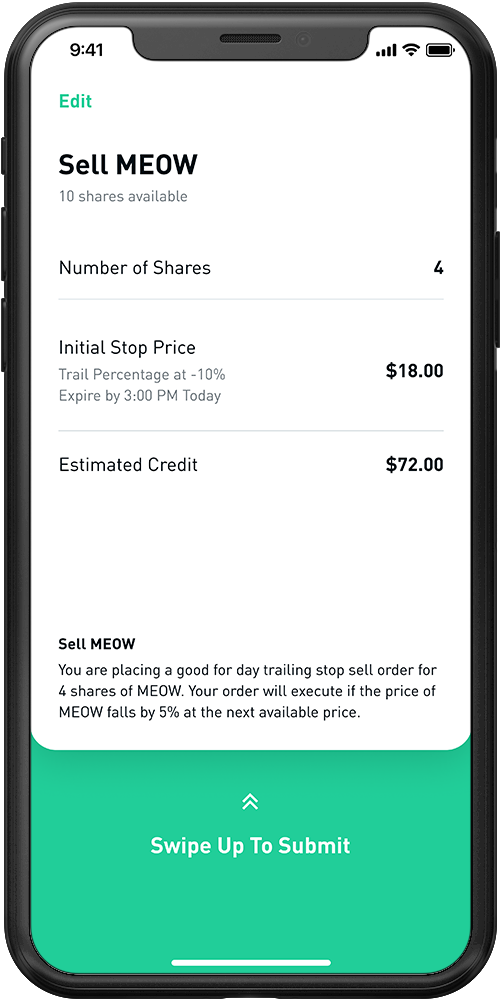 9:41
Edit
Sell MEOW
10 shares available
Number of Shares
4
Initial Stop Price
Trail Percentage at -10%
Expire by 3:00 PM Today
$18.00
Estimated Credit
$72.00
Sell MEOW
You are placing a good for day trailing stop sell order for
4 shares of MEOW. Your order will execute if the price of
MEOW falls by 5% at the next available price.
Swipe Up To Submit